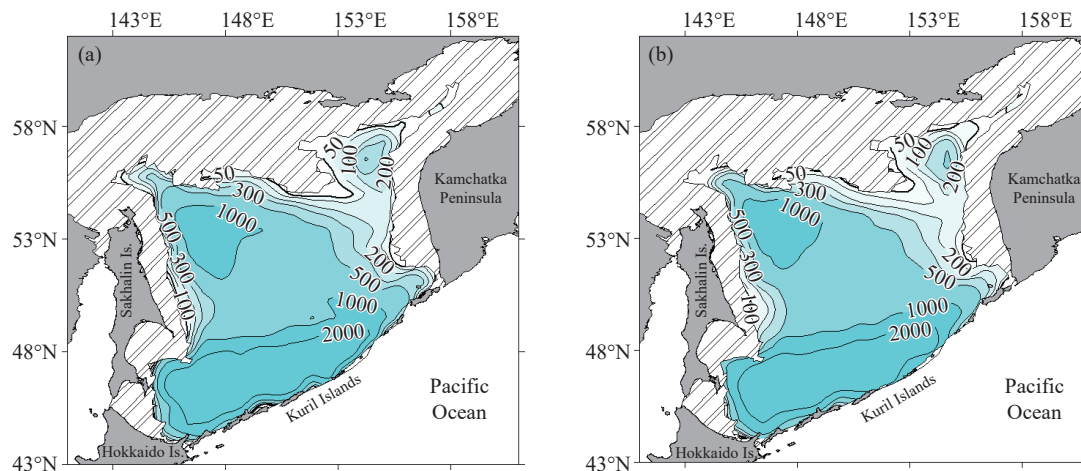 143°E 148°E 153°E 158°E
(a)
58°N
50
100
200
50
300
1000
Kamchatka
Peninsula
53°N
500
300
100
Sakhalin Is.
200
500
1000
2000
48°N
Kuril Islands
Pacific
Ocean
Hokkaido Is.
43°N
143°E 148°E 153°E 158°E
(b)
58°N
50
100
200
50
300
1000
Kamchatka
Peninsula
53°N
500
300
100
Sakhalin Is.
200
500
1000
2000
48°N
Kuril Islands
Pacific
Ocean
Hokkaido Is.
43°N